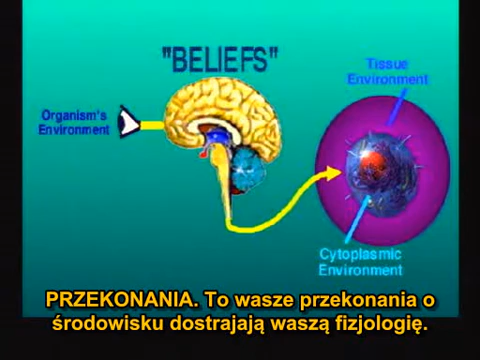 "BELIEFS"
Tissue
Environment
Organism's
Environment
Cytoplasmic
Environment
PRZEKONANIA. To wasze przekonania o
środowisku dostrajają waszą fizjologię.